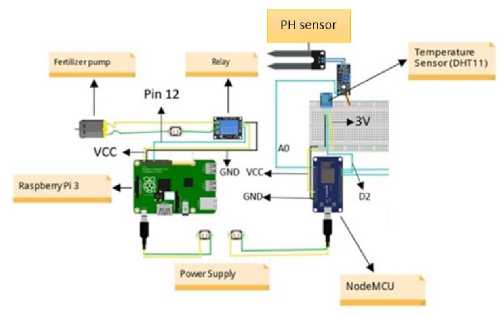 PH sensor
Fertilizer pump
Relay
Temperature
Sensor (DHT11)
Pin 12
3V
A0
VCC
GND
VCC
Raspberry Pi 3
GND
D2
Power Supply
NodeMCU